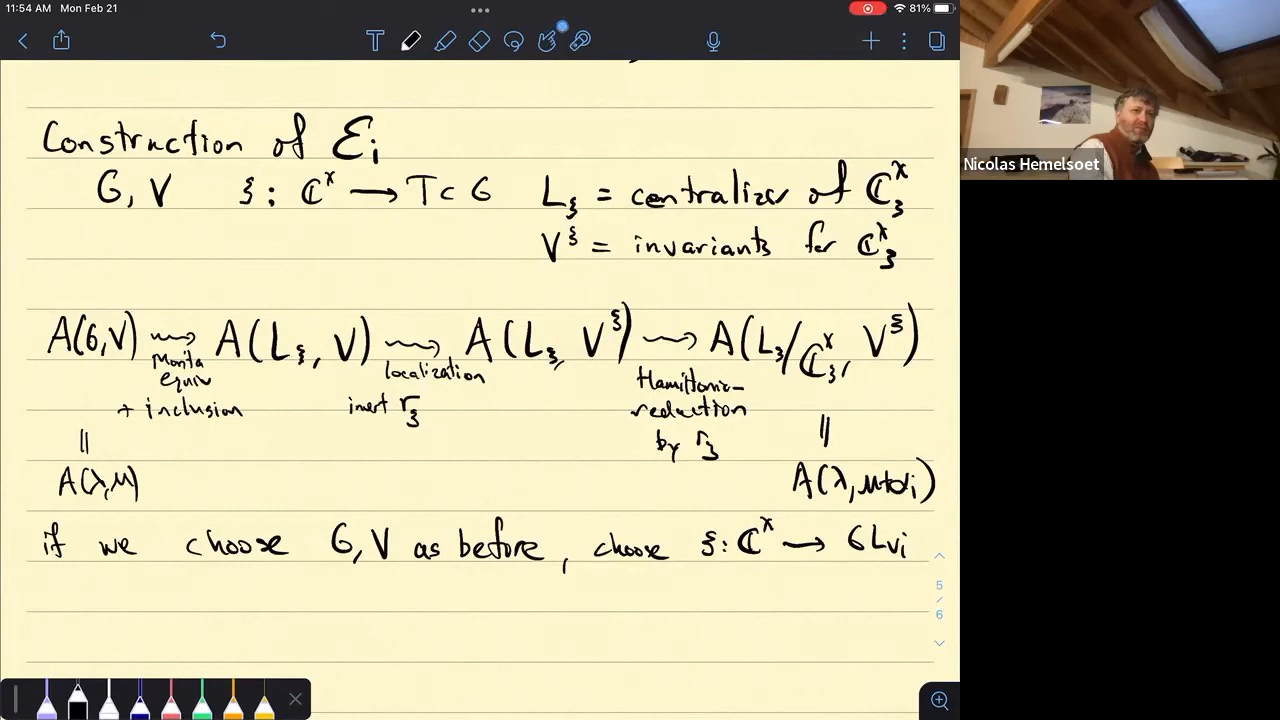 11:54 AM Mon Feb 21
81%
Construction of ℰᵢ
G, V ξ : ℂˣ → T ⊂ G L_ξ = centralizer of ℂˣ_ξ
V^ξ = invariants for ℂˣ_ξ
A(G,V) ⇝ A(L_ξ, V) ⇝ A(L_ξ, V^ξ) ⇝ A(L_ξ/ℂˣ_ξ, V^ξ)
Morita equiv + inclusion
localization
invert r_ξ
Hamiltonian reduction by r_ξ
|| ||
A(λ,μ) A(λ, μ+αᵢ)
if we choose G, V as before, choose ξ: ℂˣ → GL_{vᵢ}
5
/
6
Nicolas Hemelsoet